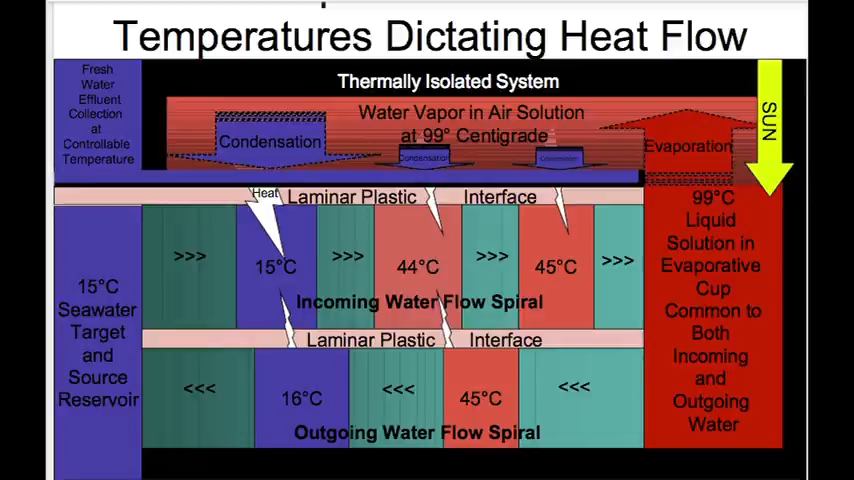 Temperatures Dictating Heat Flow
Fresh
Water
Effluent
Collection
at
Controllable
Temperature
Thermally Isolated System
Water Vapor in Air Solution
at 99° Centigrade
Condensation
Condensation
Condensation
Evaporation
SUN
Heat
Laminar Plastic Interface
15°C
Seawater
Target
and
Source
Reservoir
>>>
15°C
>>>
44°C
>>>
45°C
>>>
Incoming Water Flow Spiral
Laminar Plastic Interface
<<<
16°C
<<<
45°C
<<<
Outgoing Water Flow Spiral
99°C
Liquid
Solution in
Evaporative
Cup
Common to
Both
Incoming
and
Outgoing
Water